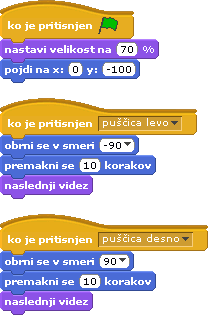 ko je pritisnjen
nastavi velikost na 70 %
pojdi na x: 0 y: -100
ko je pritisnjen puščica levo
obrni se v smeri -90
premakni se 10 korakov
naslednji videz
ko je pritisnjen puščica desno
obrni se v smeri 90
premakni se 10 korakov
naslednji videz